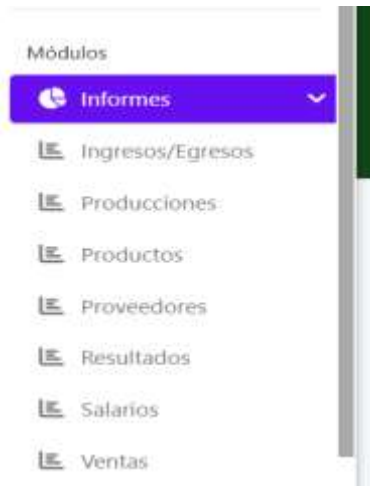 Módulos
Informes
Ingresos/Egresos
Producciones
Productos
Proveedores
Resultados
Salarios
Ventas